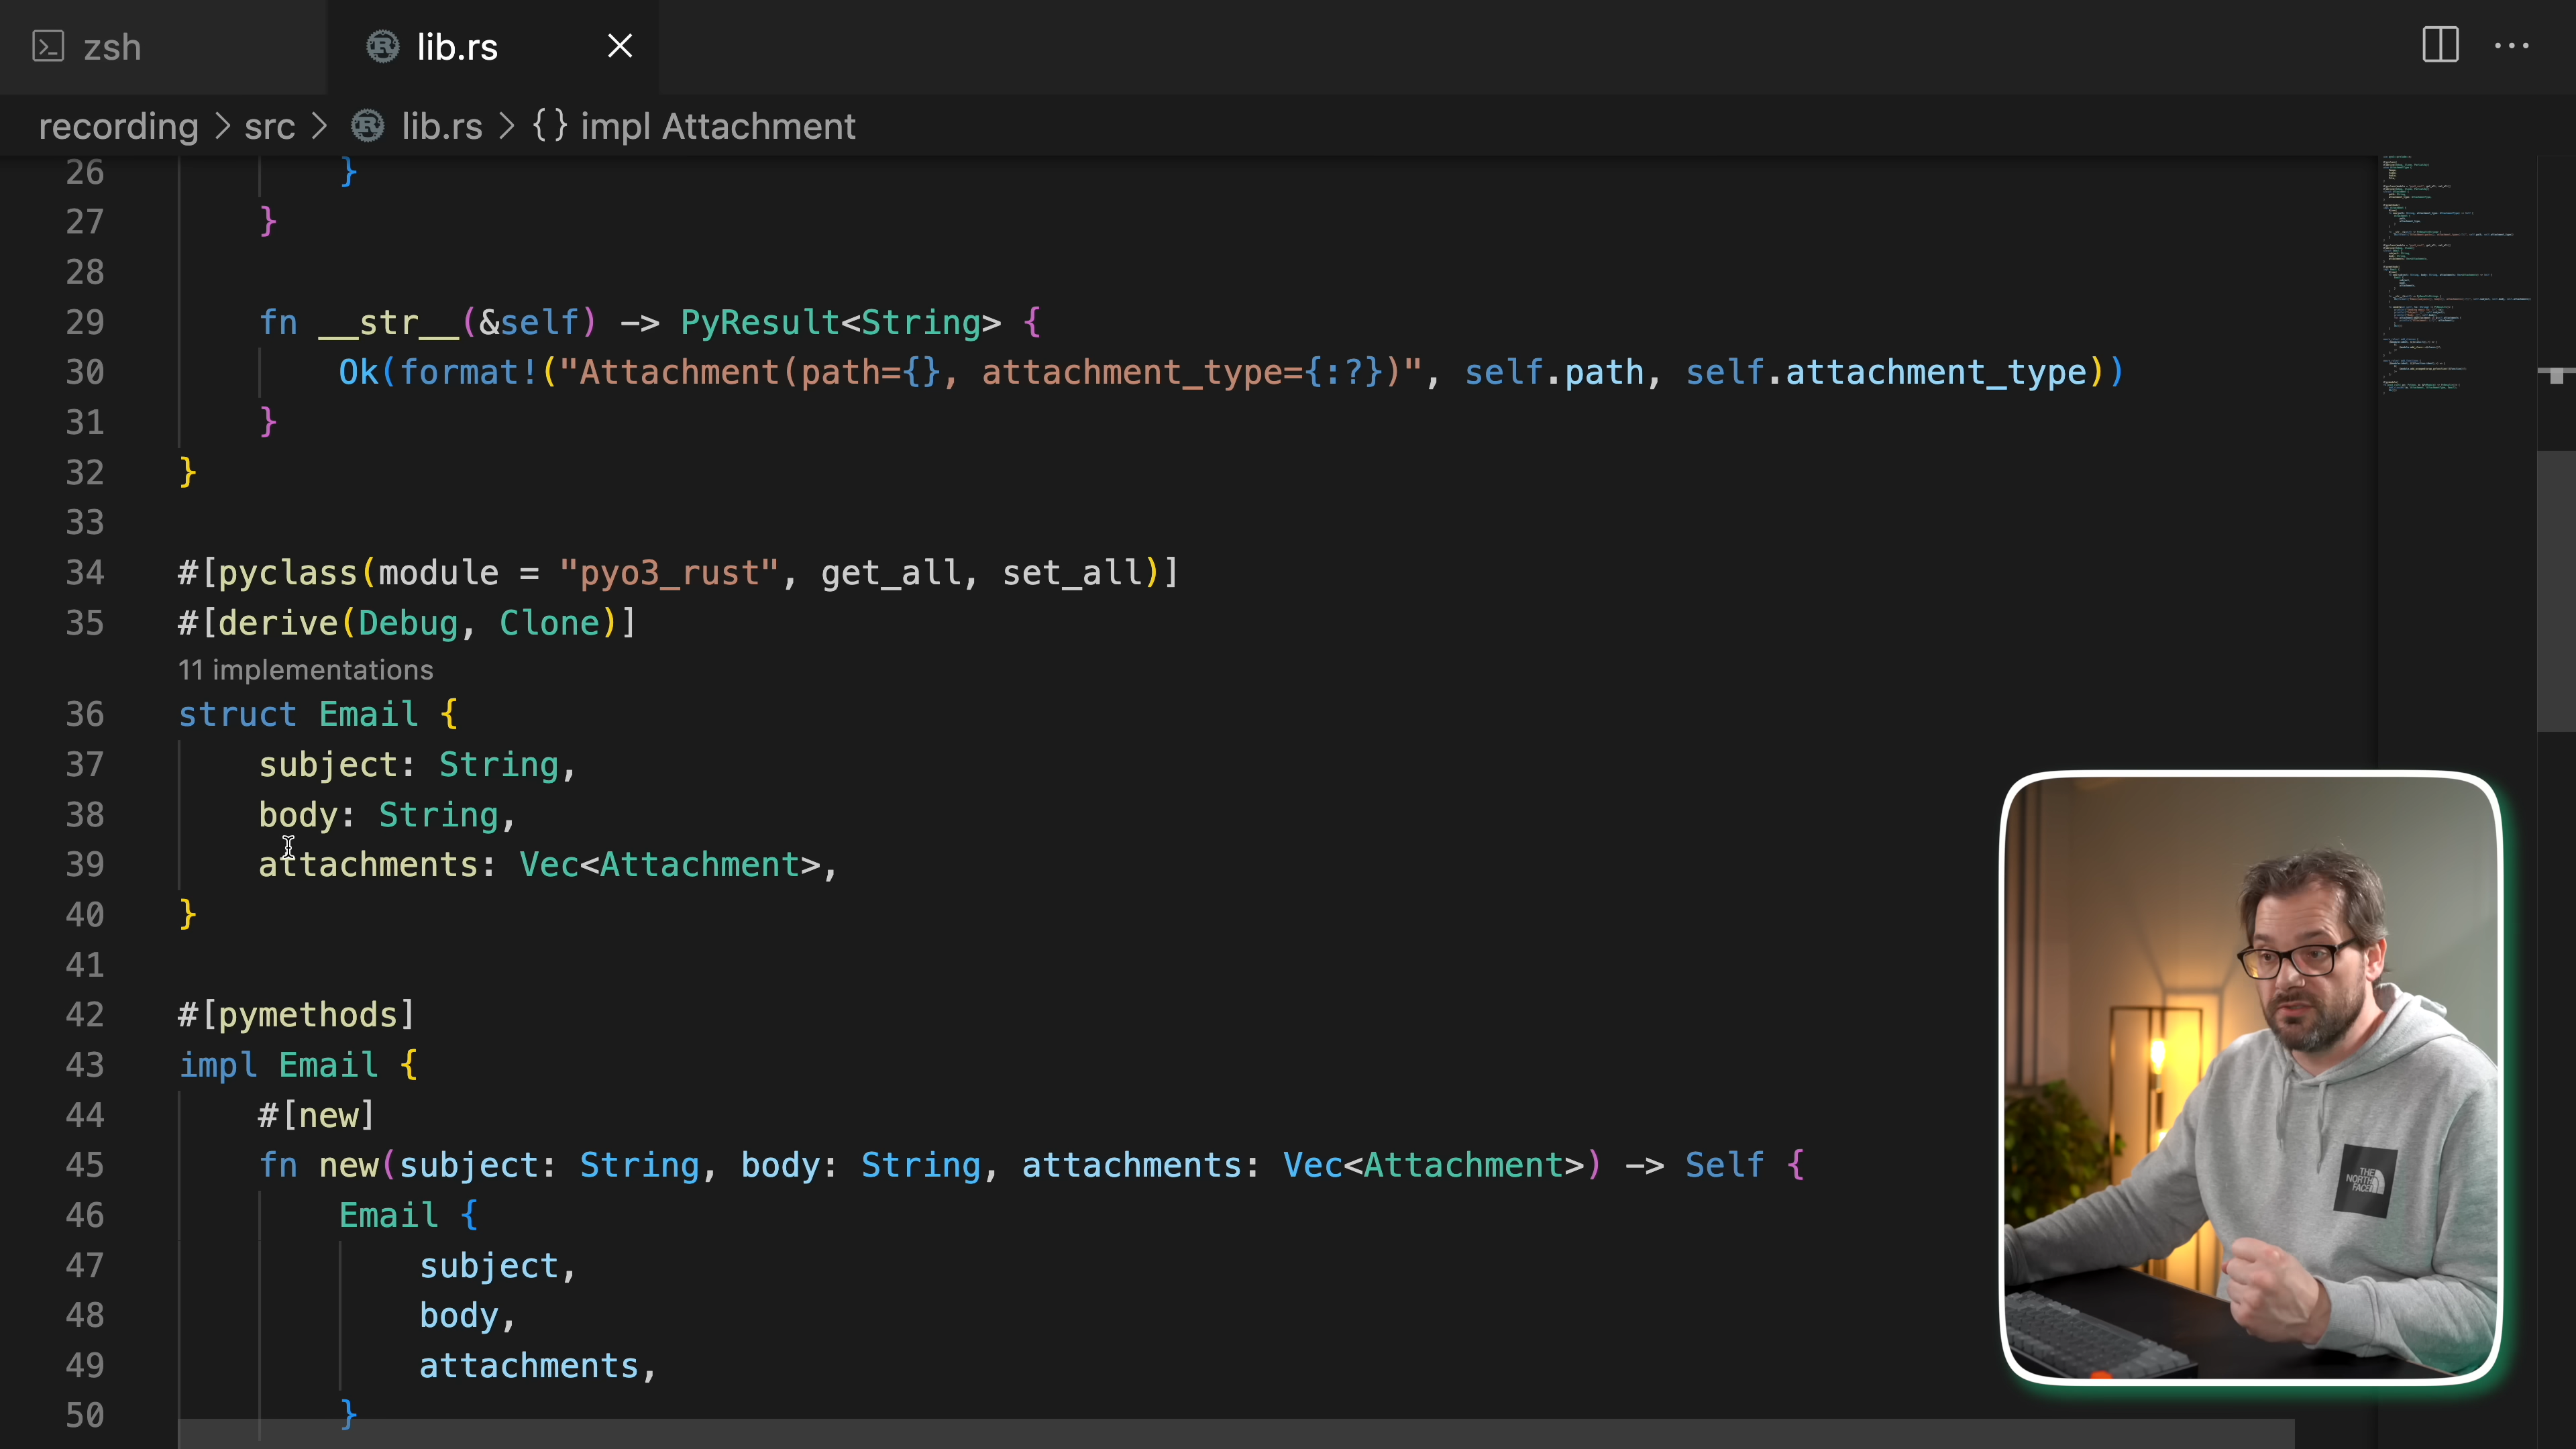 zsh
lib.rs
recording > src > lib.rs > {} impl Attachment
26 }
27 }
28
29 fn __str__(&self) -> PyResult<String> {
30 Ok(format!("Attachment(path={}, attachment_type={:?})", self.path, self.attachment_type))
31 }
32 }
33
34 #[pyclass(module = "pyo3_rust", get_all, set_all)]
35 #[derive(Debug, Clone)]
11 implementations
36 struct Email {
37 subject: String,
38 body: String,
39 attachments: Vec<Attachment>,
40 }
41
42 #[pymethods]
43 impl Email {
44 #[new]
45 fn new(subject: String, body: String, attachments: Vec<Attachment>) -> Self {
46 Email {
47 subject,
48 body,
49 attachments,
50 }
THE
NORTH
FACE